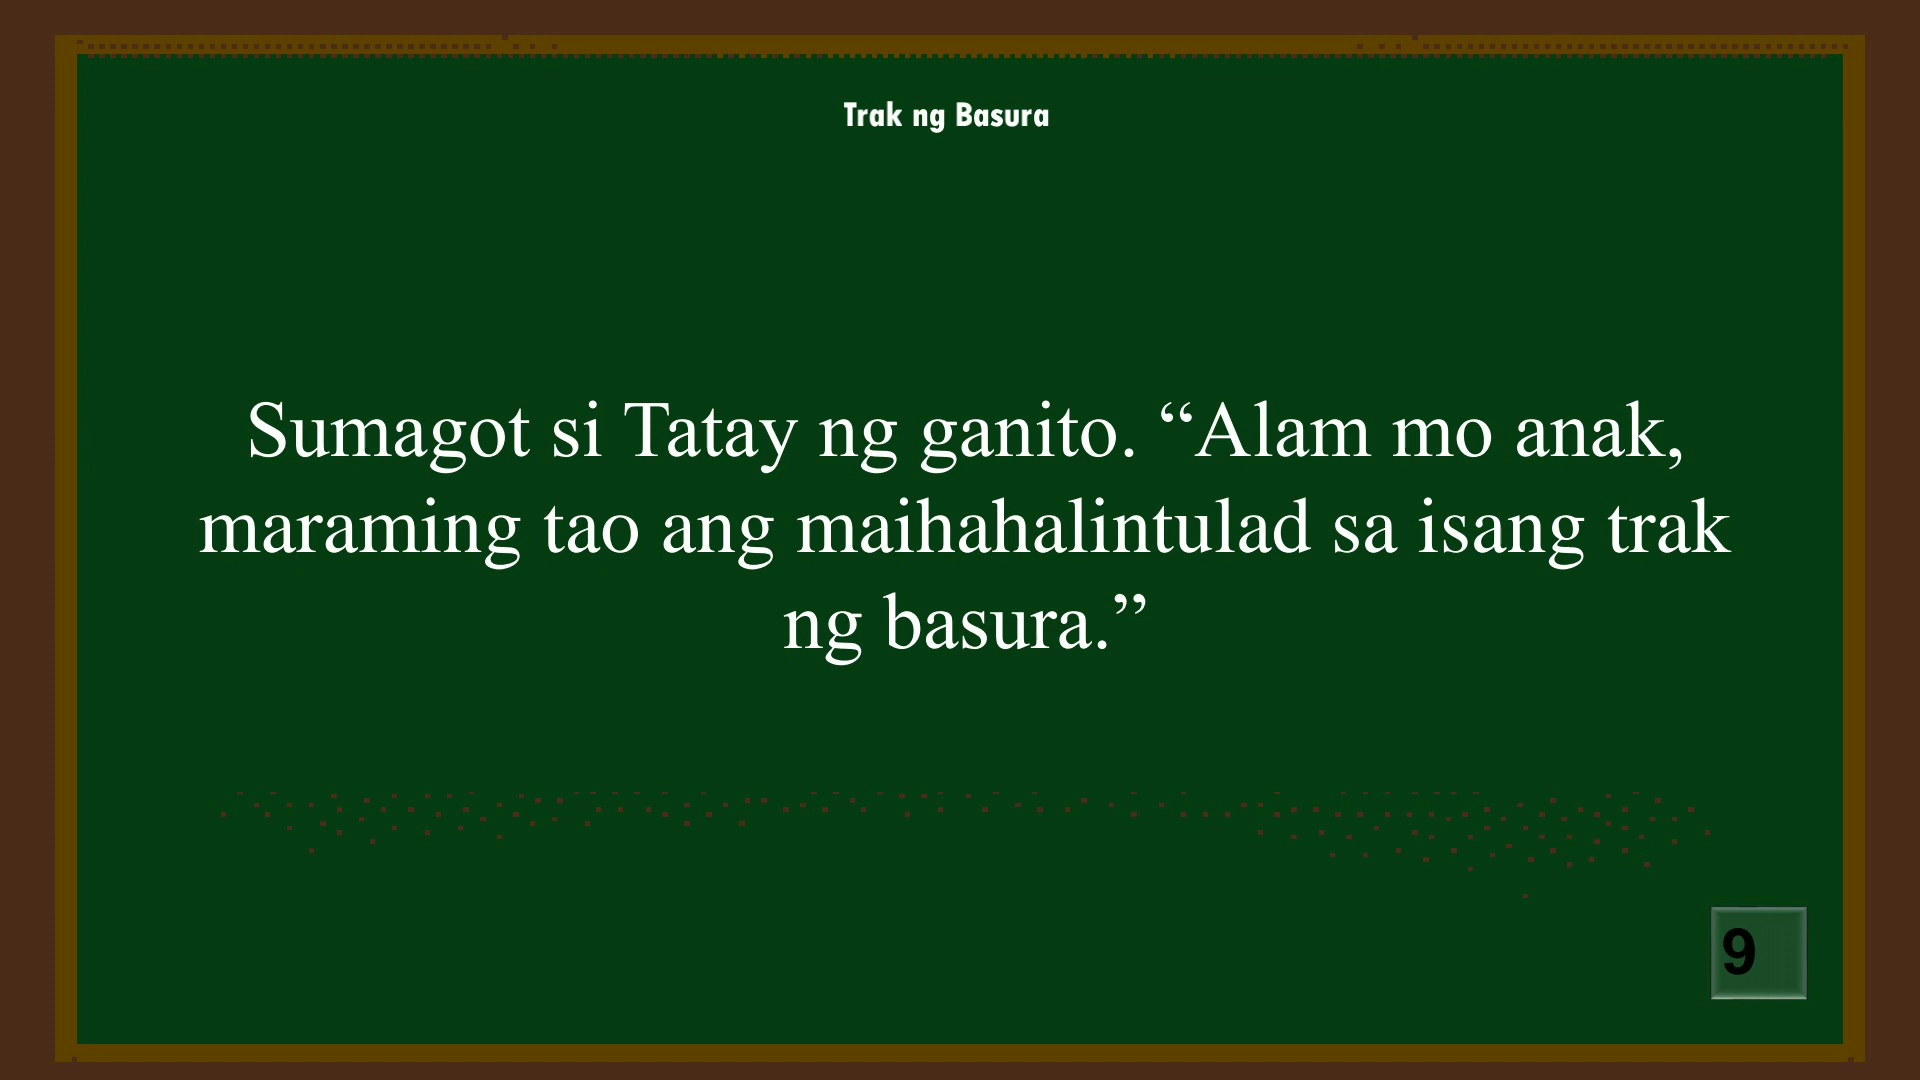 Trak ng Basura
Sumagot si Tatay ng ganito. “Alam mo anak,
maraming tao ang maihahalintulad sa isang trak
ng basura.”
9